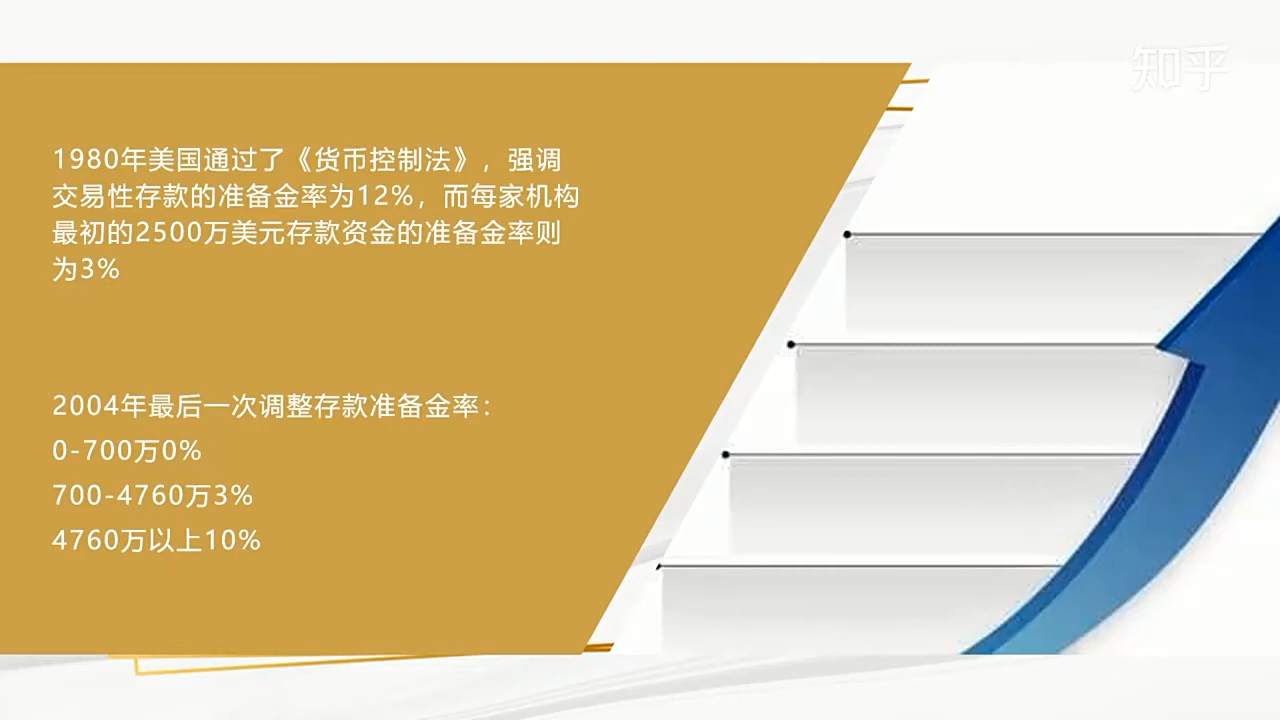 知乎
1980年美国通过了《货币控制法》，强调
交易性存款的准备金率为12%，而每家机构
最初的2500万美元存款资金的准备金率则
为3%
2004年最后一次调整存款准备金率：
0-700万0%
700-4760万3%
4760万以上10%